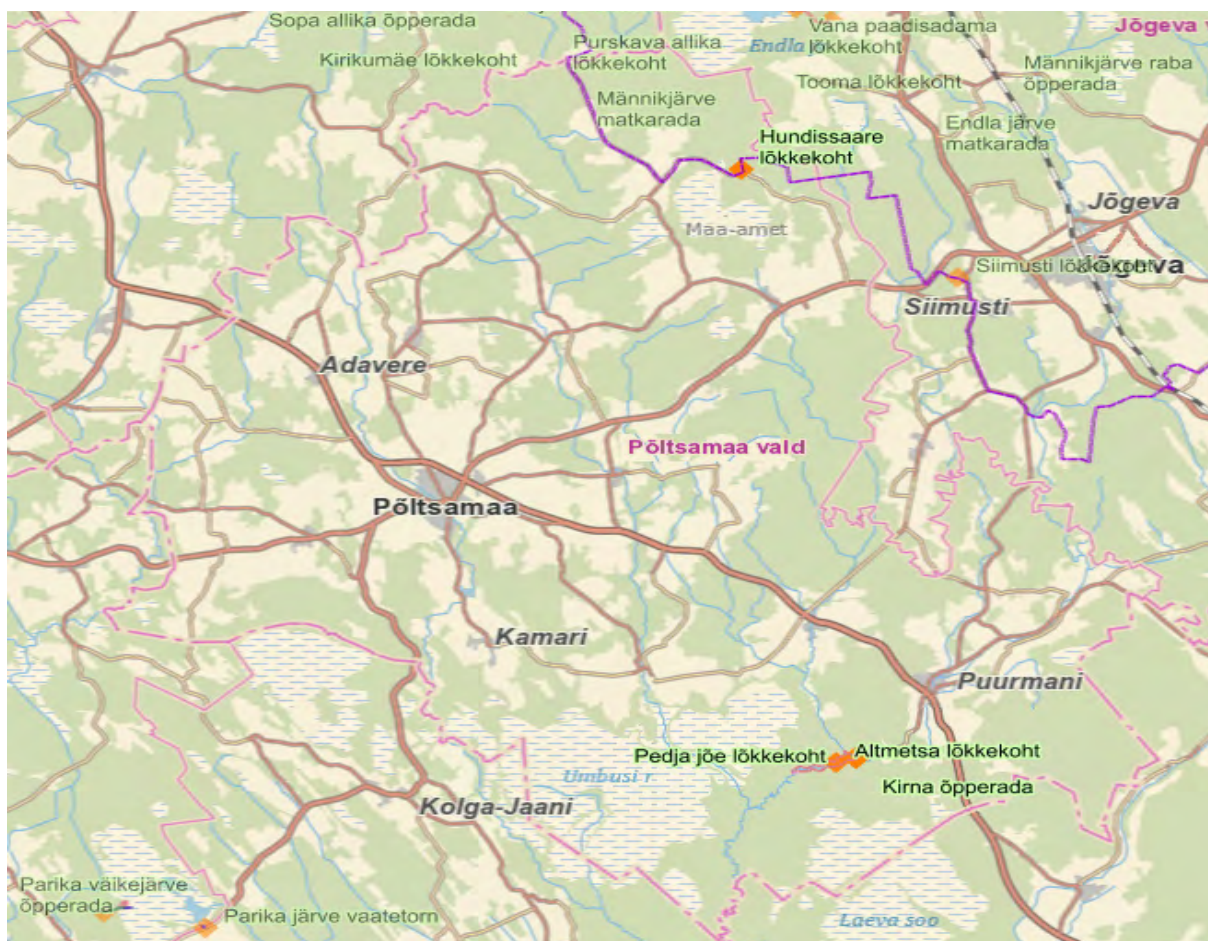 Sopa allika õpperada
Kirikumäe lõkkekoht
Purskava allika
lõkkekoht
Endla
Vana paadisadama
lõkkekoht
Jõgeva v
Tooma lõkkekoht
Männikjärve raba
õpperada
Männikjärve
matkarada
Endla järve
matkarada
Hundissaare
lõkkekoht
Jõgeva
Maa-amet
Siimusti lõkkekoht
Jõgeva
Siimusti
Adavere
Põltsamaa vald
Põltsamaa
Kamari
Puurmani
Pedja jõe lõkkekoht
Altmetsa lõkkekoht
Umbusi r
Kirna õpperada
Kolga-Jaani
Parika väikejärve
õpperada
Parika järve vaatetorn
Laeva soo